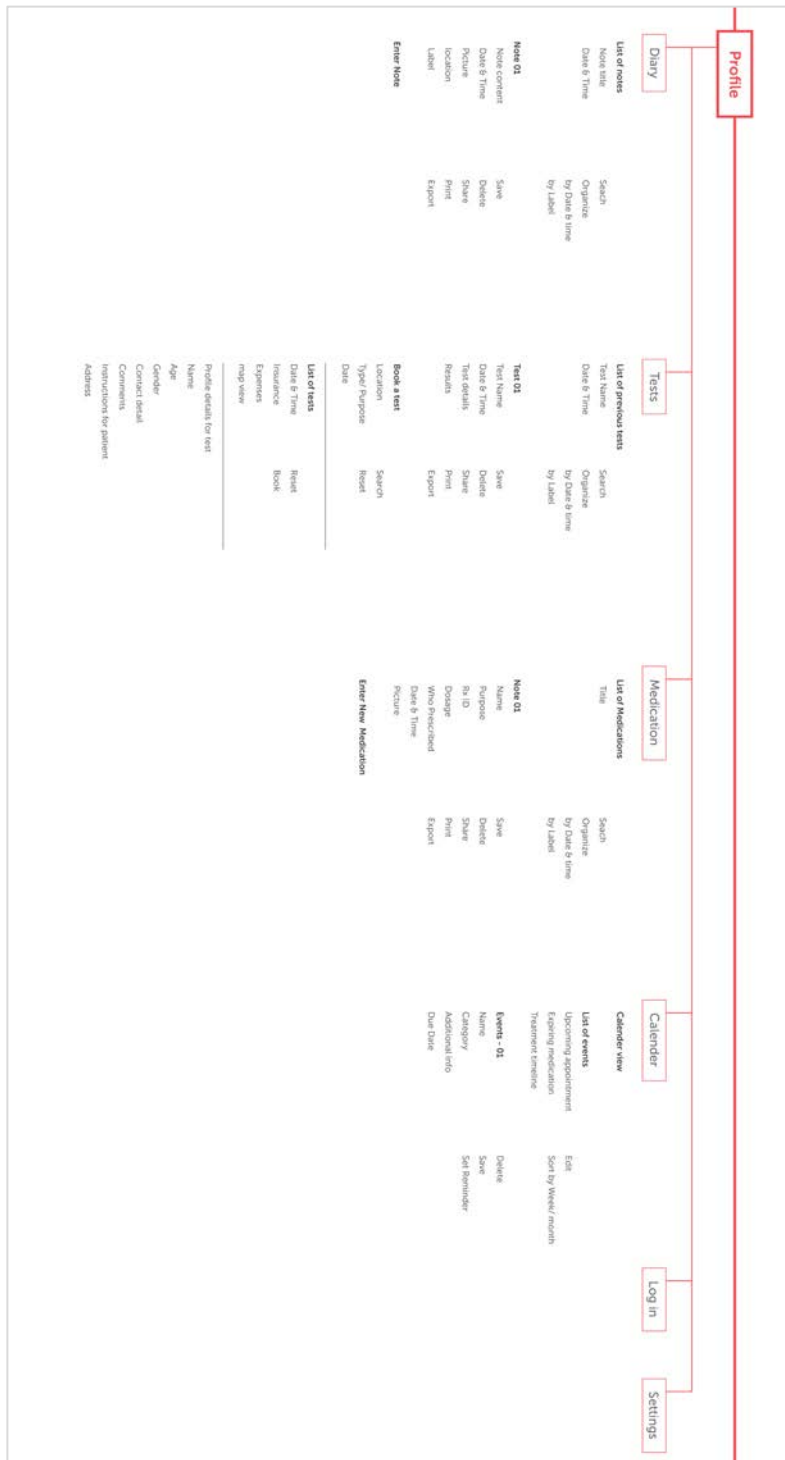 Profile
Diary
List of notes
Note title
Date & Time
Seach
Organize
by Date & time
by Label
Note 01
Note content
Date & Time
Picture
location
Label
Save
Delete
Share
Print
Export
Enter Note
Tests
List of previous tests
Test Name
Date & Time
Search
Organize
by Date & time
by Label
Test 01
Test Name
Date & Time
Test details
Results
Save
Delete
Share
Print
Export
Book a test
Location
Type/ Purpose
Date
Search
Reset
List of tests
Date & Time
Insurance
Expenses
map view
Reset
Book
Profile details for test
Name
Age
Gender
Contact detail
Comments
Instructions for patient
Address
Medication
List of Medications
Title
Seach
Organize
by Date & time
by Label
Note 01
Name
Purpose
Rx ID
Dosage
Who Prescribed
Date & Time
Picture
Save
Delete
Share
Print
Export
Enter New Medication
Calender
Calender view
List of events
Upcoming appointment
Expiring medication
Treatment timeline
Edit
Sort by Week/ month
Events - 01
Name
Category
Additional info
Due Date
Delete
Save
Set Reminder
Log in
Settings